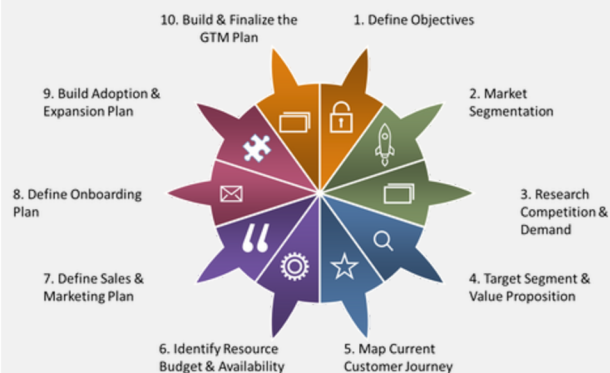 10. Build & Finalize the
GTM Plan
1. Define Objectives
2. Market
Segmentation
3. Research
Competition &
Demand
4. Target Segment &
Value Proposition
5. Map Current
Customer Journey
6. Identify Resource
Budget & Availability
7. Define Sales &
Marketing Plan
8. Define Onboarding
Plan
9. Build Adoption &
Expansion Plan